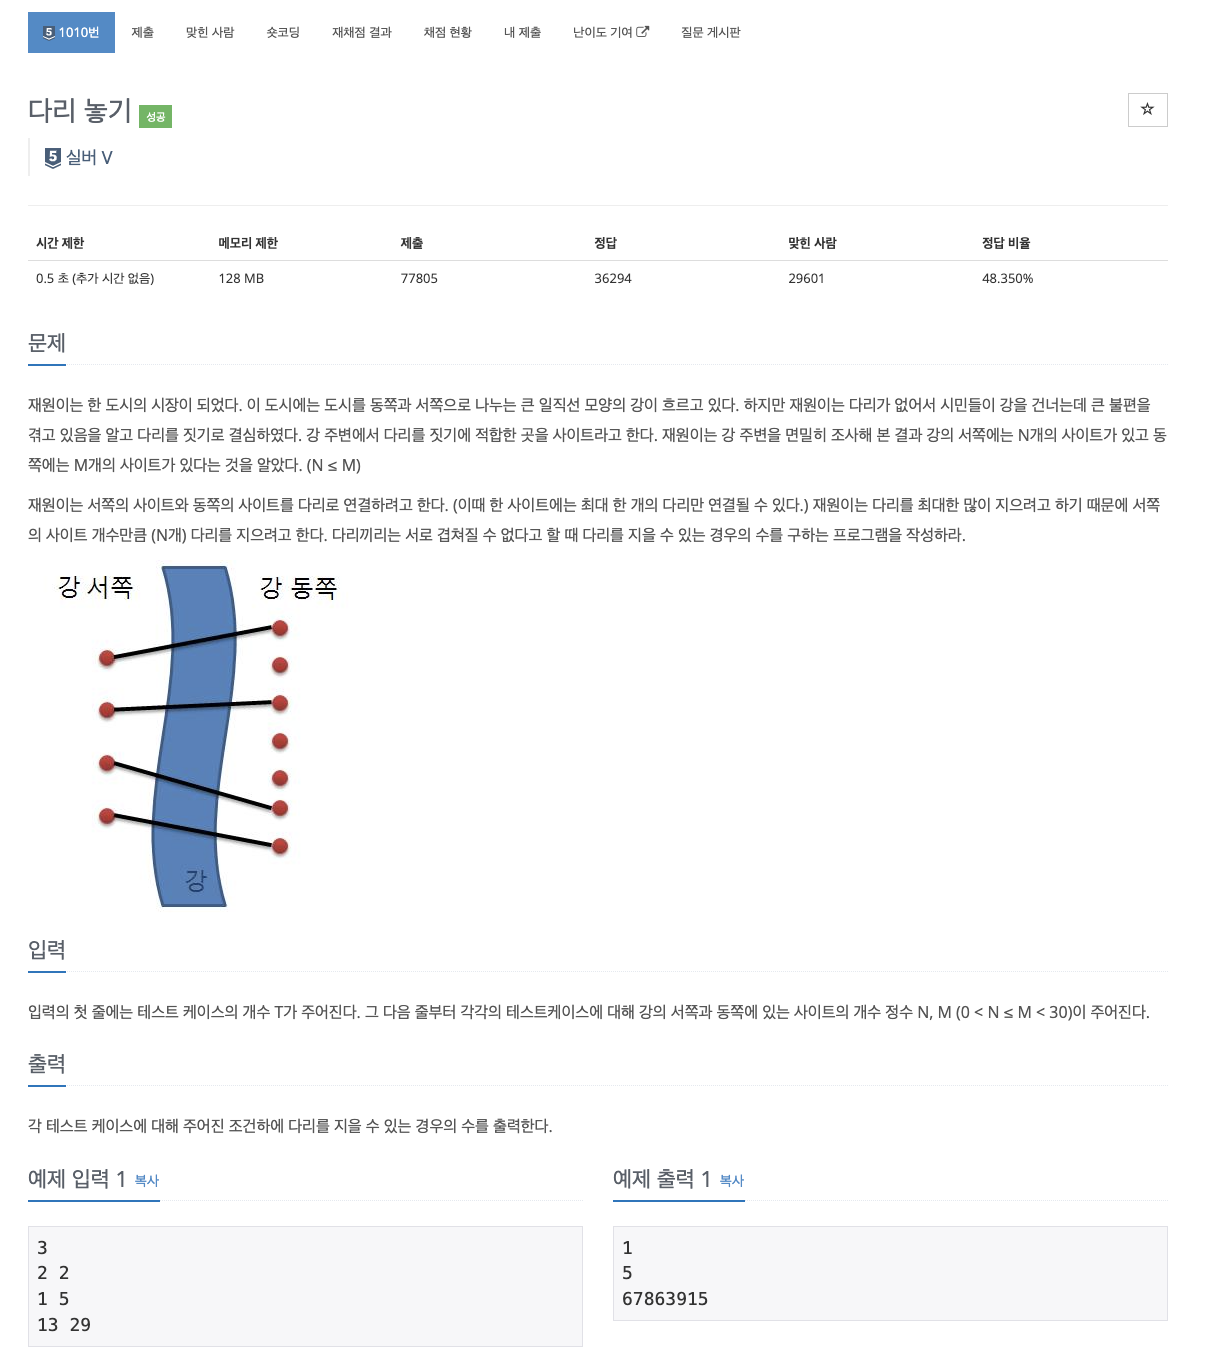 5 1010번 제출 맞힌 사람 숏코딩 재채점 결과 채점 현황 내 제출 난이도 기여 질문 게시판
다리 놓기 성공
☆
5 실버 V
시간 제한 메모리 제한 제출 정답 맞힌 사람 정답 비율
0.5 초 (추가 시간 없음) 128 MB 77805 36294 29601 48.350%
문제
재원이는 한 도시의 시장이 되었다. 이 도시에는 도시를 동쪽과 서쪽으로 나누는 큰 일직선 모양의 강이 흐르고 있다. 하지만 재원이는 다리가 없어서 시민들이 강을 건너는데 큰 불편을
겪고 있음을 알고 다리를 짓기로 결심하였다. 강 주변에서 다리를 짓기에 적합한 곳을 사이트라고 한다. 재원이는 강 주변을 면밀히 조사해 본 결과 강의 서쪽에는 N개의 사이트가 있고 동
쪽에는 M개의 사이트가 있다는 것을 알았다. (N ≤ M)
재원이는 서쪽의 사이트와 동쪽의 사이트를 다리로 연결하려고 한다. (이때 한 사이트에는 최대 한 개의 다리만 연결될 수 있다.) 재원이는 다리를 최대한 많이 지으려고 하기 때문에 서쪽
의 사이트 개수만큼 (N개) 다리를 지으려고 한다. 다리끼리는 서로 겹쳐질 수 없다고 할 때 다리를 지을 수 있는 경우의 수를 구하는 프로그램을 작성하라.
강 서쪽 강 동쪽
강
입력
입력의 첫 줄에는 테스트 케이스의 개수 T가 주어진다. 그 다음 줄부터 각각의 테스트케이스에 대해 강의 서쪽과 동쪽에 있는 사이트의 개수 정수 N, M (0 < N ≤ M < 30)이 주어진다.
출력
각 테스트 케이스에 대해 주어진 조건하에 다리를 지을 수 있는 경우의 수를 출력한다.
예제 입력 1 복사
3
2 2
1 5
13 29
예제 출력 1 복사
1
5
67863915